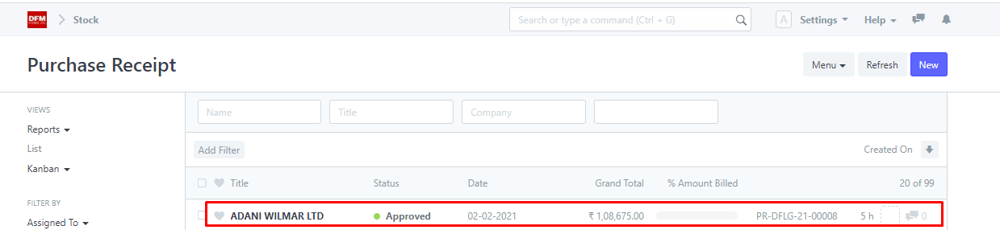 DFM Stock Search or type a command (Ctrl + G) A Settings Help
Purchase Receipt Menu Refresh New
VIEWS
Reports
List
Kanban
FILTER BY
Assigned To
Name Title Company
Add Filter Created On
Title Status Date Grand Total % Amount Billed 20 of 99
ADANI WILMAR LTD Approved 02-02-2021 ₹ 1,08,675.00 PR-DFLG-21-00008 5 h 0